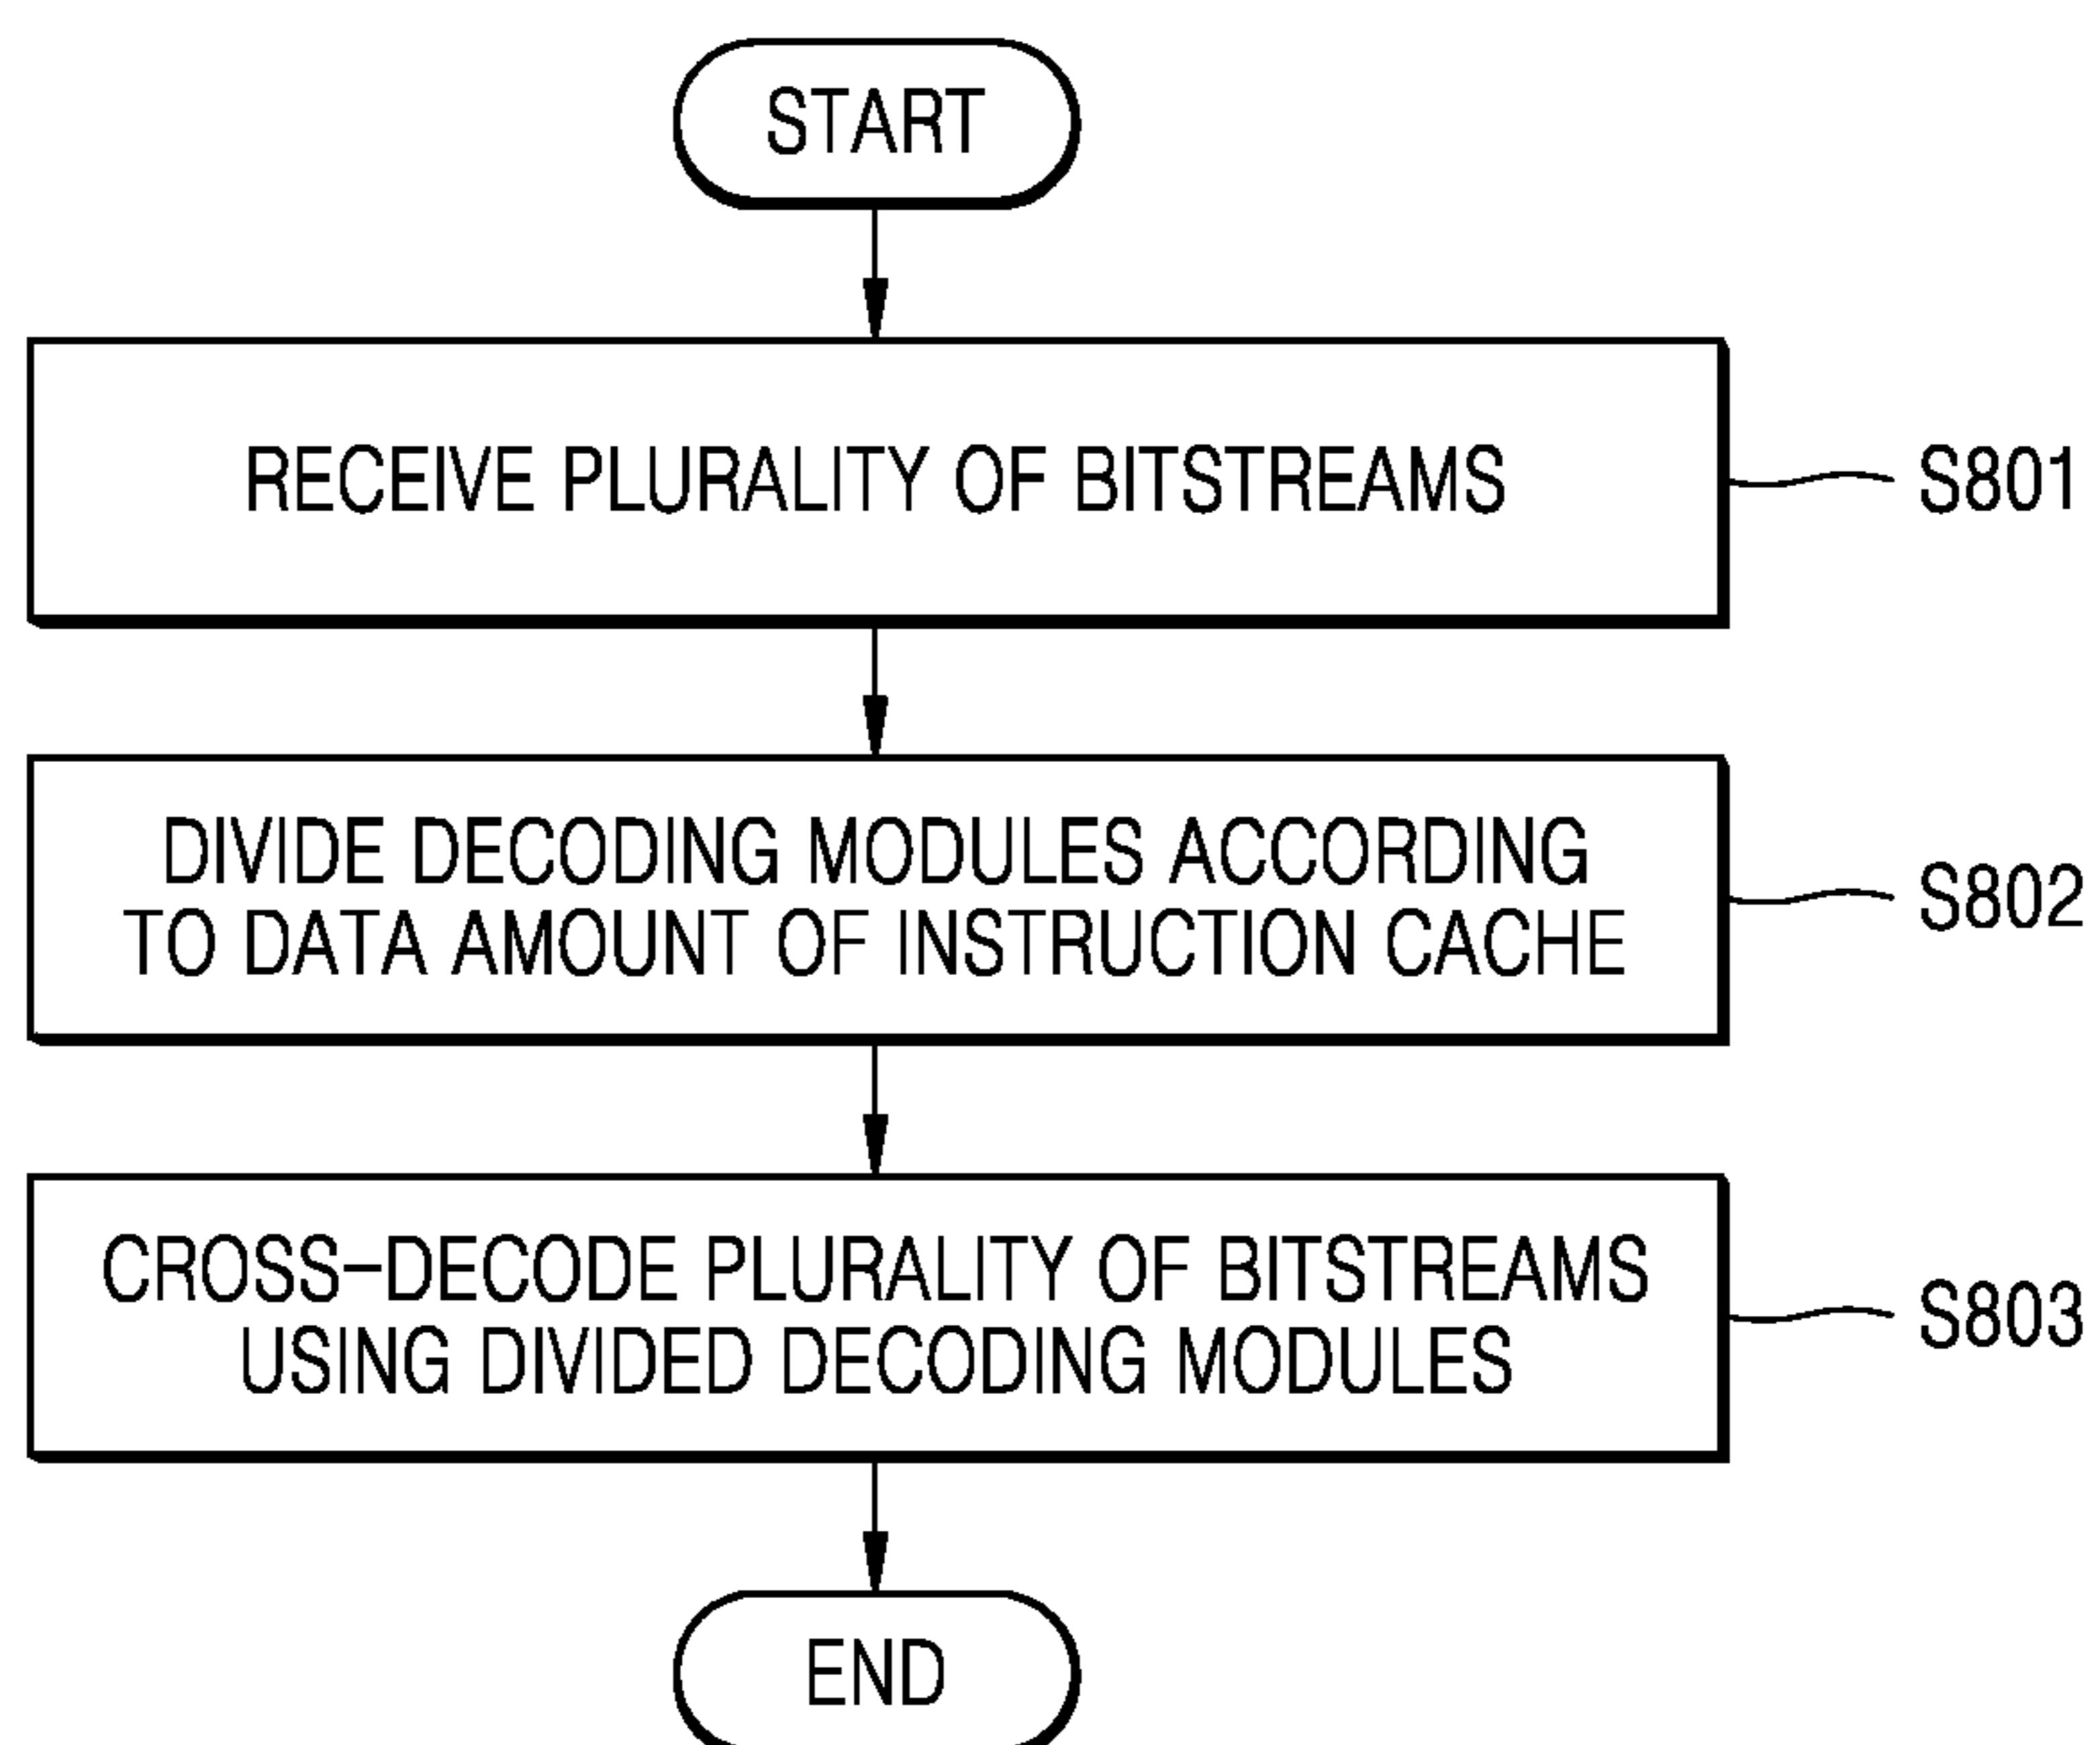 START
RECEIVE PLURALITY OF BITSTREAMS
S801
DIVIDE DECODING MODULES ACCORDING
TO DATA AMOUNT OF INSTRUCTION CACHE
S802
CROSS-DECODE PLURALITY OF BITSTREAMS
USING DIVIDED DECODING MODULES
S803
END